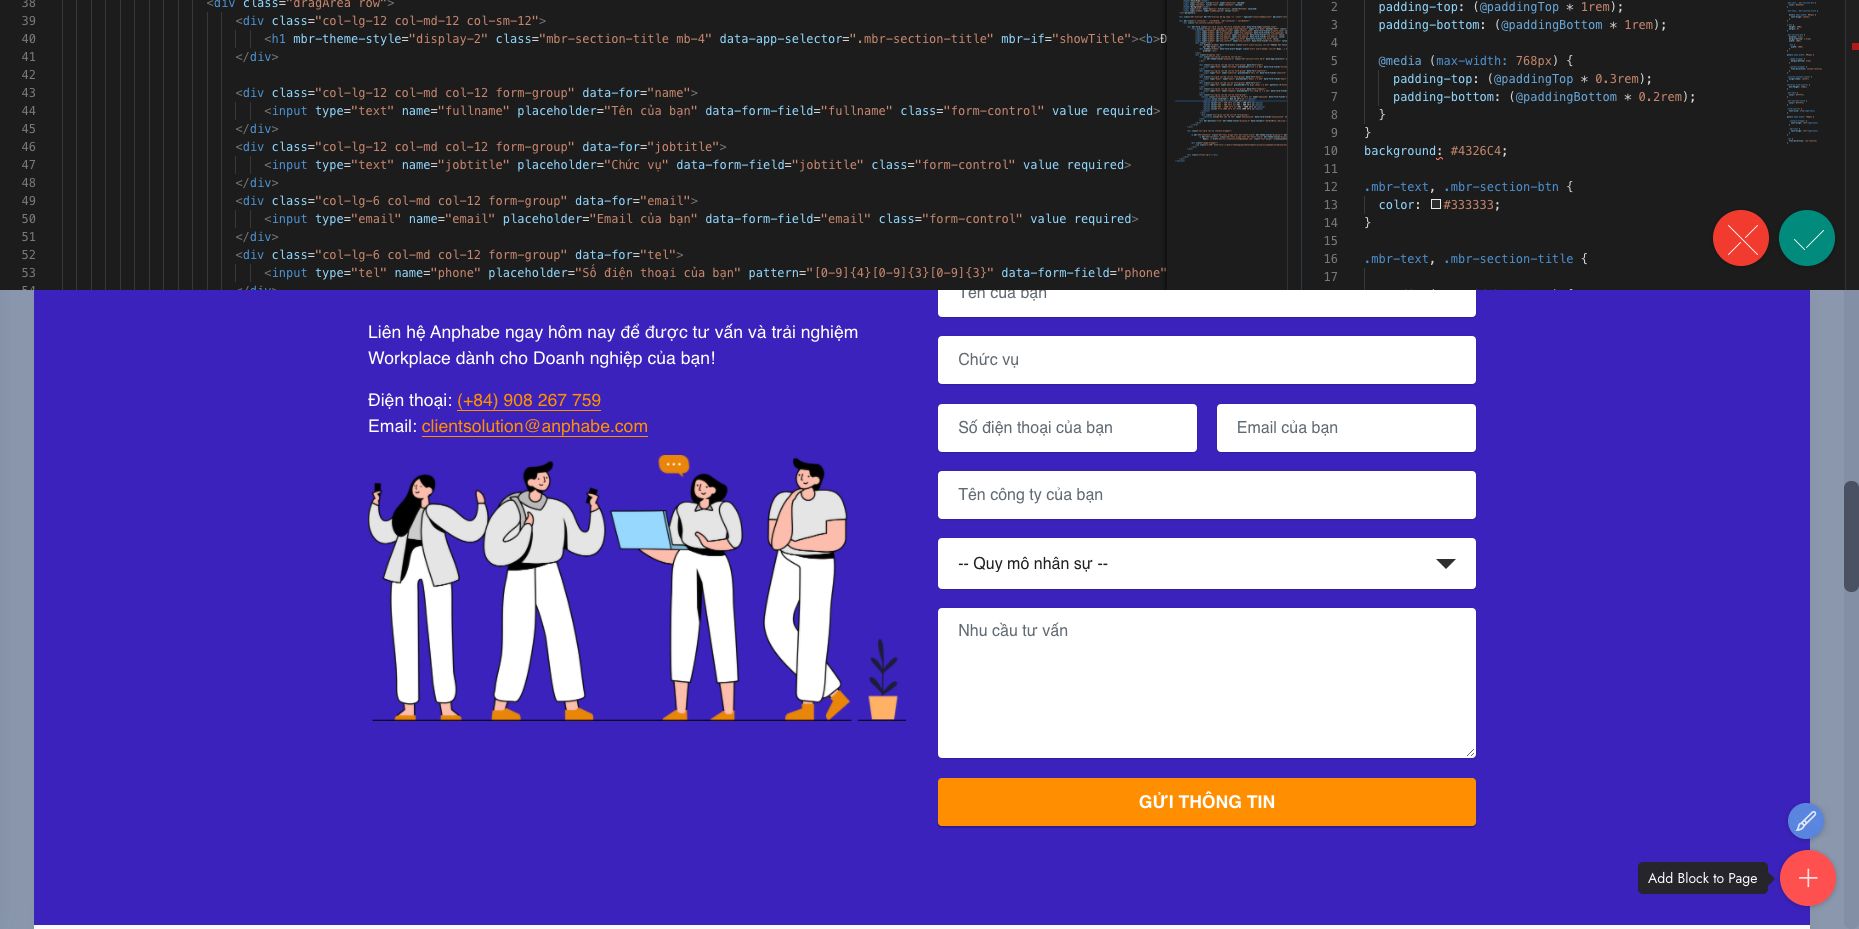 38 <div class="dragArea row">
39 <div class="col-lg-12 col-md-12 col-sm-12">
40 <h1 mbr-theme-style="display-2" class="mbr-section-title mb-4" data-app-selector=".mbr-section-title" mbr-if="showTitle"><b>Đ
41 </div>
42
43 <div class="col-lg-12 col-md col-12 form-group" data-for="name">
44 <input type="text" name="fullname" placeholder="Tên của bạn" data-form-field="fullname" class="form-control" value required>
45 </div>
46 <div class="col-lg-12 col-md col-12 form-group" data-for="jobtitle">
47 <input type="text" name="jobtitle" placeholder="Chức vụ" data-form-field="jobtitle" class="form-control" value required>
48 </div>
49 <div class="col-lg-6 col-md col-12 form-group" data-for="email">
50 <input type="email" name="email" placeholder="Email của bạn" data-form-field="email" class="form-control" value required>
51 </div>
52 <div class="col-lg-6 col-md col-12 form-group" data-for="tel">
53 <input type="tel" name="phone" placeholder="Số điện thoại của bạn" pattern="[0-9]{4}[0-9]{3}[0-9]{3}" data-form-field="phone"
54 </div>
2 padding-top: (@paddingTop * 1rem);
3 padding-bottom: (@paddingBottom * 1rem);
4
5 @media (max-width: 768px) {
6 padding-top: (@paddingTop * 0.3rem);
7 padding-bottom: (@paddingBottom * 0.2rem);
8 }
9 }
10 background: #4326C4;
11
12 .mbr-text, .mbr-section-btn {
13 color: #333333;
14 }
15
16 .mbr-text, .mbr-section-title {
17
Liên hệ Anphabe ngay hôm nay để được tư vấn và trải nghiệm
Workplace dành cho Doanh nghiệp của bạn!
Điện thoại: (+84) 908 267 759
Email: clientsolution@anphabe.com
Tên của bạn
Chức vụ
Số điện thoại của bạn
Email của bạn
Tên công ty của bạn
-- Quy mô nhân sự --
Nhu cầu tư vấn
GỬI THÔNG TIN
Add Block to Page